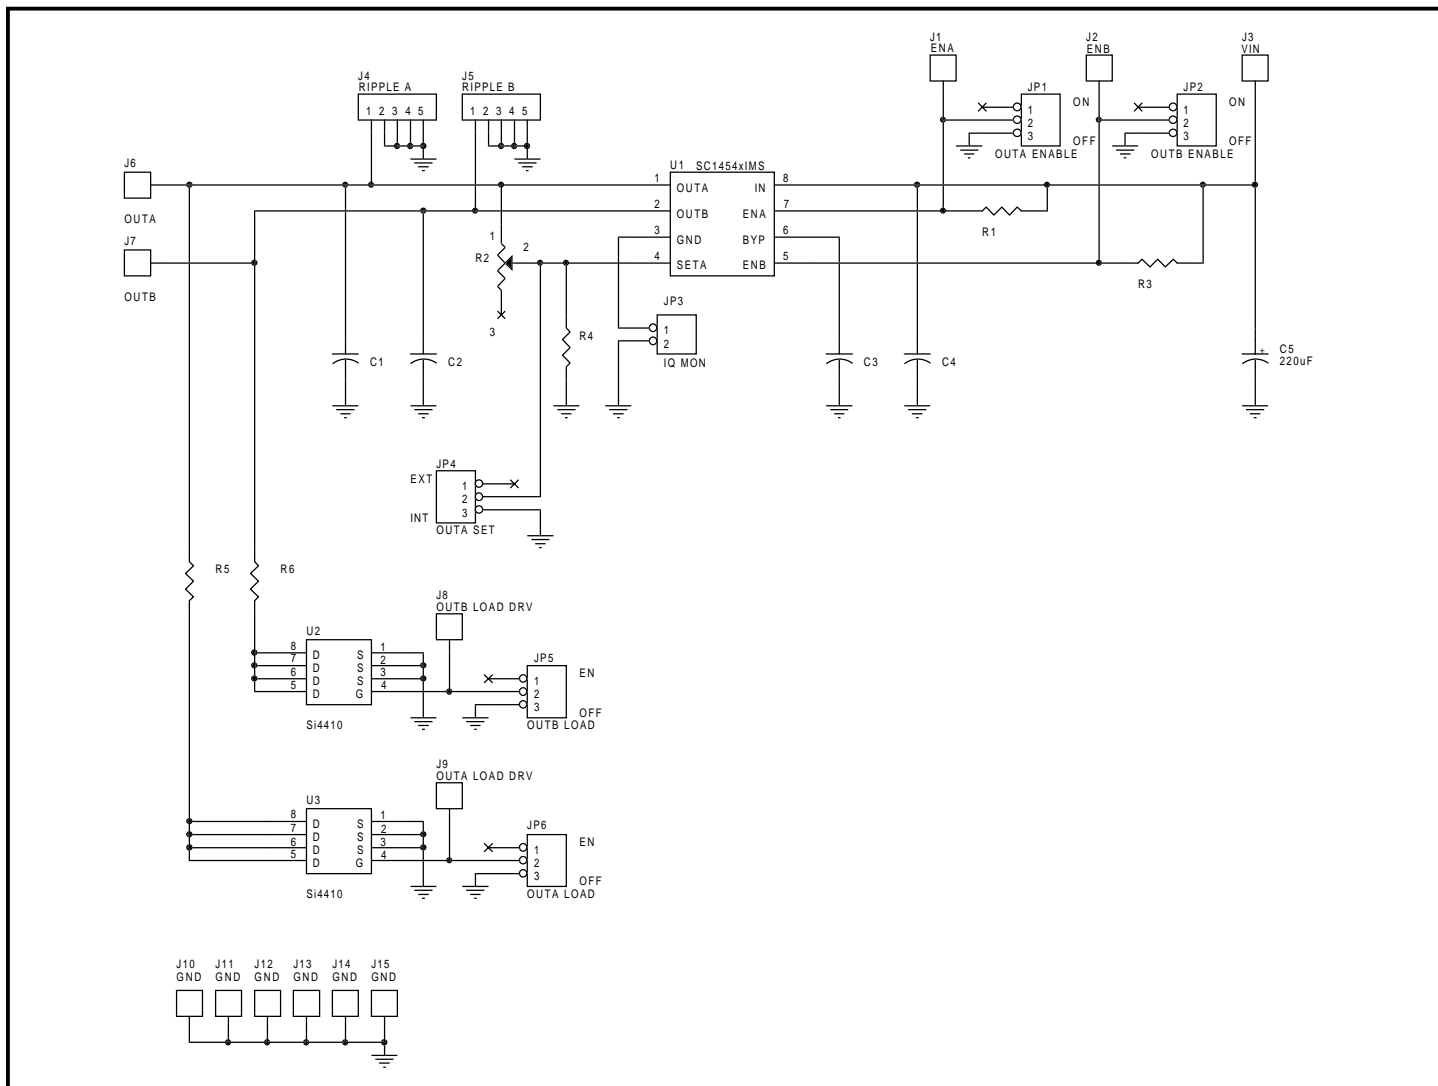 J1
ENA
J2
ENB
J3
VIN
J4
RIPPLE A
1 2 3 4 5
J5
RIPPLE B
1 2 3 4 5
JP1
1
2
3
ON
OFF
OUTA ENABLE
JP2
1
2
3
ON
OFF
OUTB ENABLE
J6
OUTA
J7
OUTB
U1 SC1454xIMS
1 OUTA IN 8
2 OUTB ENA 7
3 GND BYP 6
4 SETA ENB 5
R1
R3
1
R2
2
3
R4
JP3
1
2
IQ MON
C1
C2
C3
C4
+
C5
220uF
JP4
EXT
1
2
3
INT
OUTA SET
R5
R6
J8
OUTB LOAD DRV
U2
8 D S 1
7 D S 2
6 D S 3
5 D G 4
Si4410
JP5
1
2
3
EN
OFF
OUTB LOAD
J9
OUTA LOAD DRV
U3
8 D S 1
7 D S 2
6 D S 3
5 D G 4
Si4410
JP6
1
2
3
EN
OFF
OUTA LOAD
J10 J11 J12 J13 J14 J15
GND GND GND GND GND GND